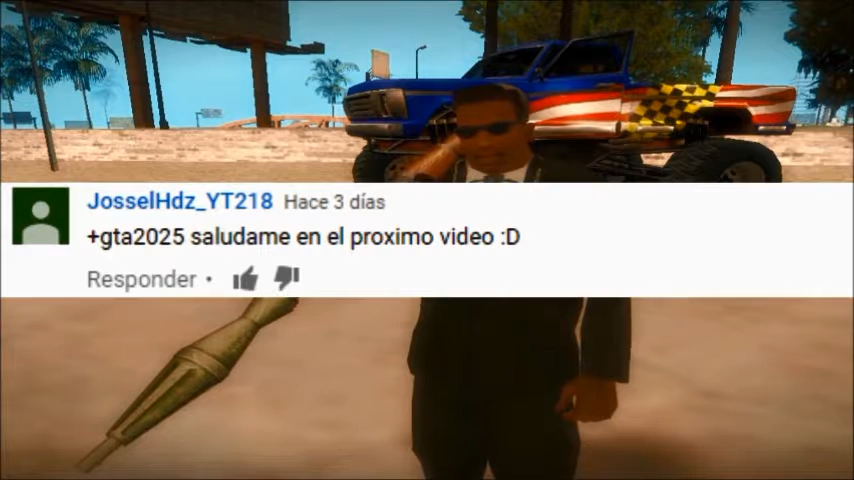 JosselHdz_YT218 Hace 3 días
+gta2025 saludame en el proximo video :D
Responder •